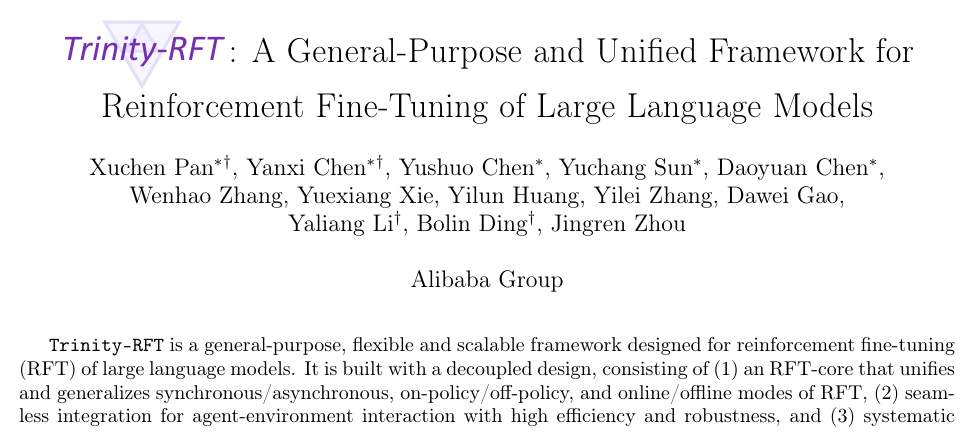 Trinity-RFT: A General-Purpose and Unified Framework for
Reinforcement Fine-Tuning of Large Language Models
Xuchen Pan*†, Yanxi Chen*†, Yushuo Chen*, Yuchang Sun*, Daoyuan Chen*,
Wenhao Zhang, Yuexiang Xie, Yilun Huang, Yilei Zhang, Dawei Gao,
Yaliang Li†, Bolin Ding†, Jingren Zhou
Alibaba Group
Trinity-RFT is a general-purpose, flexible and scalable framework designed for reinforcement fine-tuning
(RFT) of large language models. It is built with a decoupled design, consisting of (1) an RFT-core that unifies
and generalizes synchronous/asynchronous, on-policy/off-policy, and online/offline modes of RFT, (2) seam-
less integration for agent-environment interaction with high efficiency and robustness, and (3) systematic